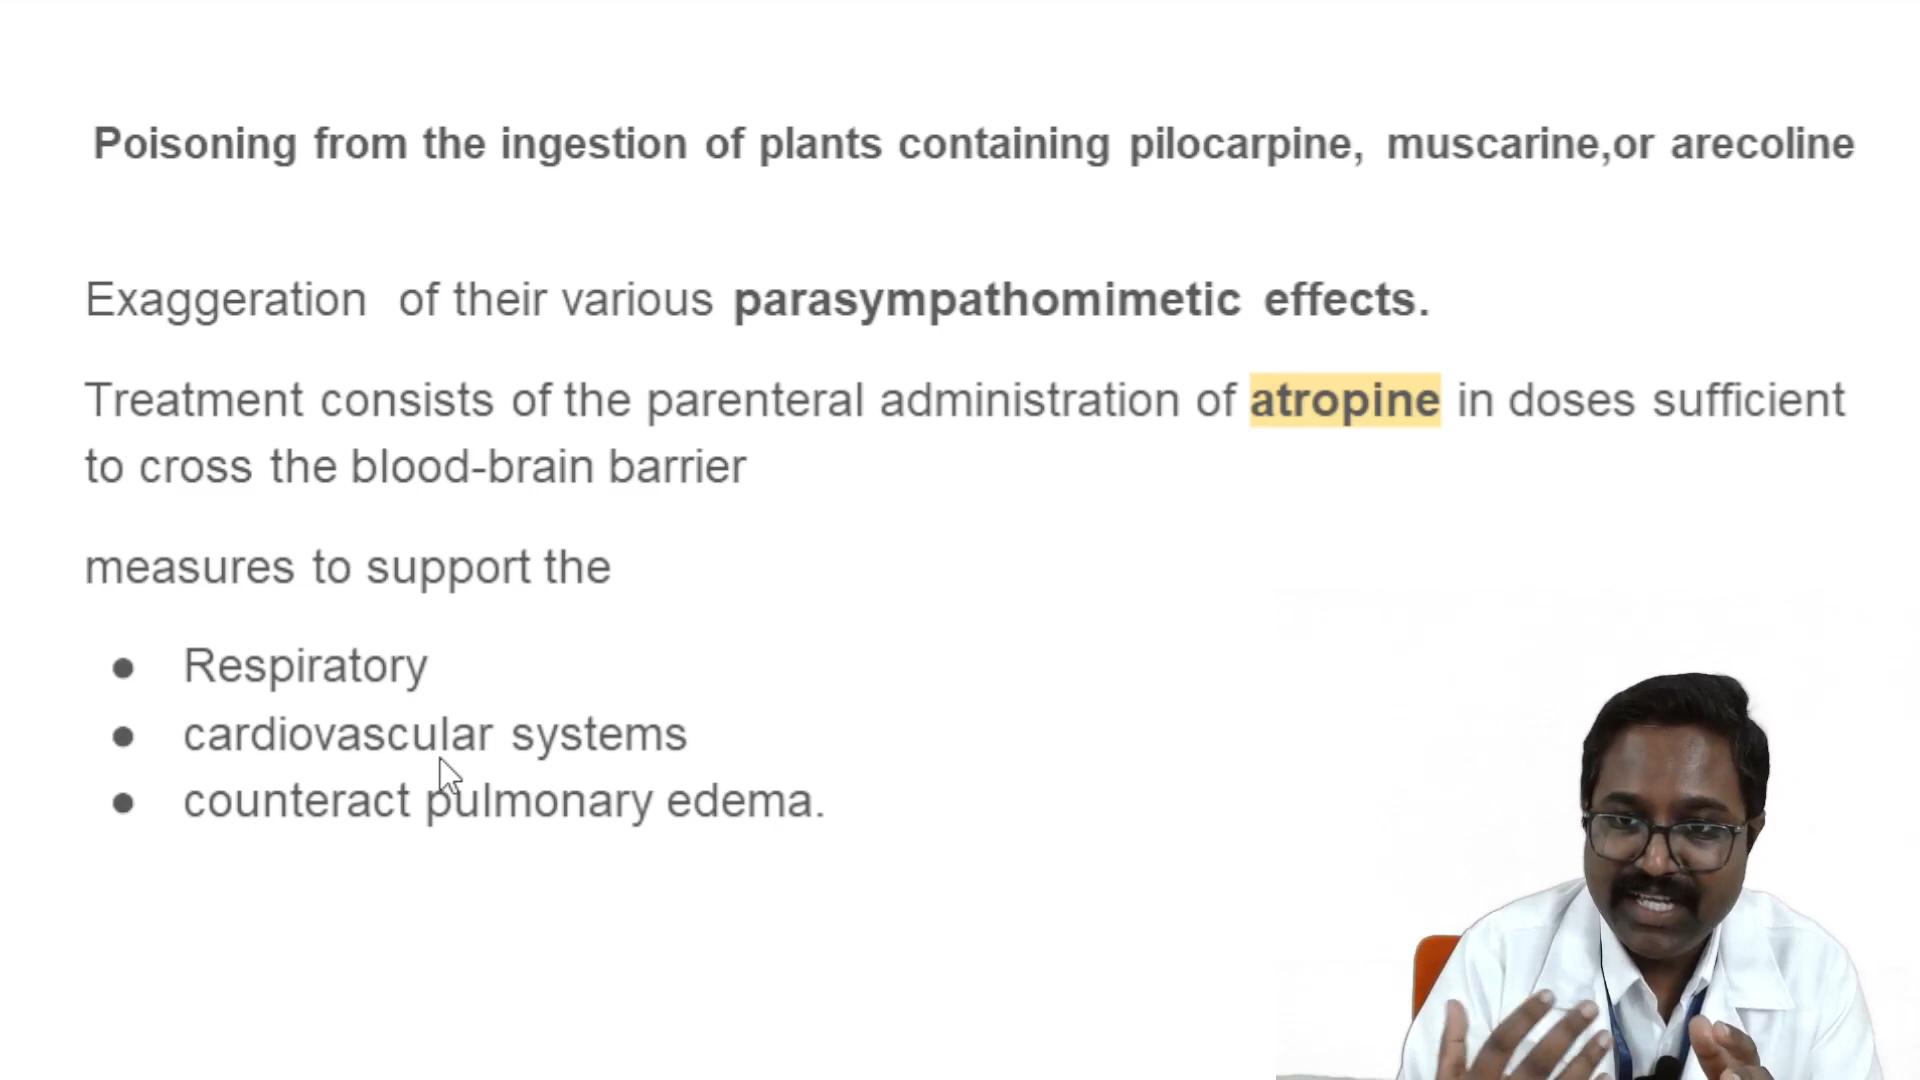 Poisoning from the ingestion of plants containing pilocarpine, muscarine,or arecoline
Exaggeration of their various parasympathomimetic effects.
Treatment consists of the parenteral administration of atropine in doses sufficient
to cross the blood-brain barrier
measures to support the
● Respiratory
● cardiovascular systems
● counteract pulmonary edema.